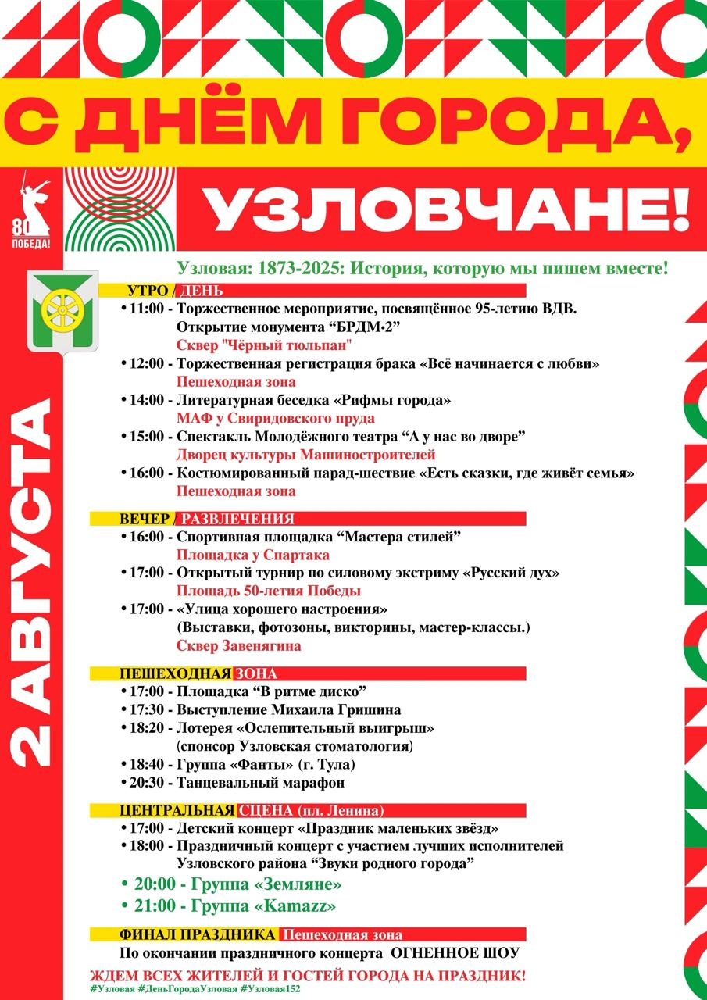 С ДНЁМ ГОРОДА,
УЗЛОВЧАНЕ!
80
ПОБЕДА!
Узловая: 1873-2025: История, которую мы пишем вместе!
2 АВГУСТА
УТРО / ДЕНЬ
• 11:00 - Торжественное мероприятие, посвящённое 95-летию ВДВ.
Открытие монумента “БРДМ-2”
Сквер "Чёрный тюльпан"
• 12:00 - Торжественная регистрация брака «Всё начинается с любви»
Пешеходная зона
• 14:00 - Литературная беседка «Рифмы города»
МАФ у Свиридовского пруда
• 15:00 - Спектакль Молодёжного театра “А у нас во дворе”
Дворец культуры Машиностроителей
• 16:00 - Костюмированный парад-шествие «Есть сказки, где живёт семья»
Пешеходная зона
ВЕЧЕР / РАЗВЛЕЧЕНИЯ
• 16:00 - Спортивная площадка “Мастера стилей”
Площадка у Спартака
• 17:00 - Открытый турнир по силовому экстриму «Русский дух»
Площадь 50-летия Победы
• 17:00 - «Улица хорошего настроения»
(Выставки, фотозоны, викторины, мастер-классы.)
Сквер Завенягина
ПЕШЕХОДНАЯ ЗОНА
• 17:00 - Площадка “В ритме диско”
• 17:30 - Выступление Михаила Гришина
• 18:20 - Лотерея «Ослепительный выигрыш»
(спонсор Узловская стоматология)
• 18:40 - Группа «Фанты» (г. Тула)
• 20:30 - Танцевальный марафон
ЦЕНТРАЛЬНАЯ СЦЕНА (пл. Ленина)
• 17:00 - Детский концерт «Праздник маленьких звёзд»
• 18:00 - Праздничный концерт с участием лучших исполнителей
Узловского района “Звуки родного города”
• 20:00 - Группа «Земляне»
• 21:00 - Группа «Kamazz»
ФИНАЛ ПРАЗДНИКА Пешеходная зона
По окончании праздничного концерта ОГНЕННОЕ ШОУ
ЖДЕМ ВСЕХ ЖИТЕЛЕЙ И ГОСТЕЙ ГОРОДА НА ПРАЗДНИК!
#Узловая #ДеньГородаУзловая #Узловая152